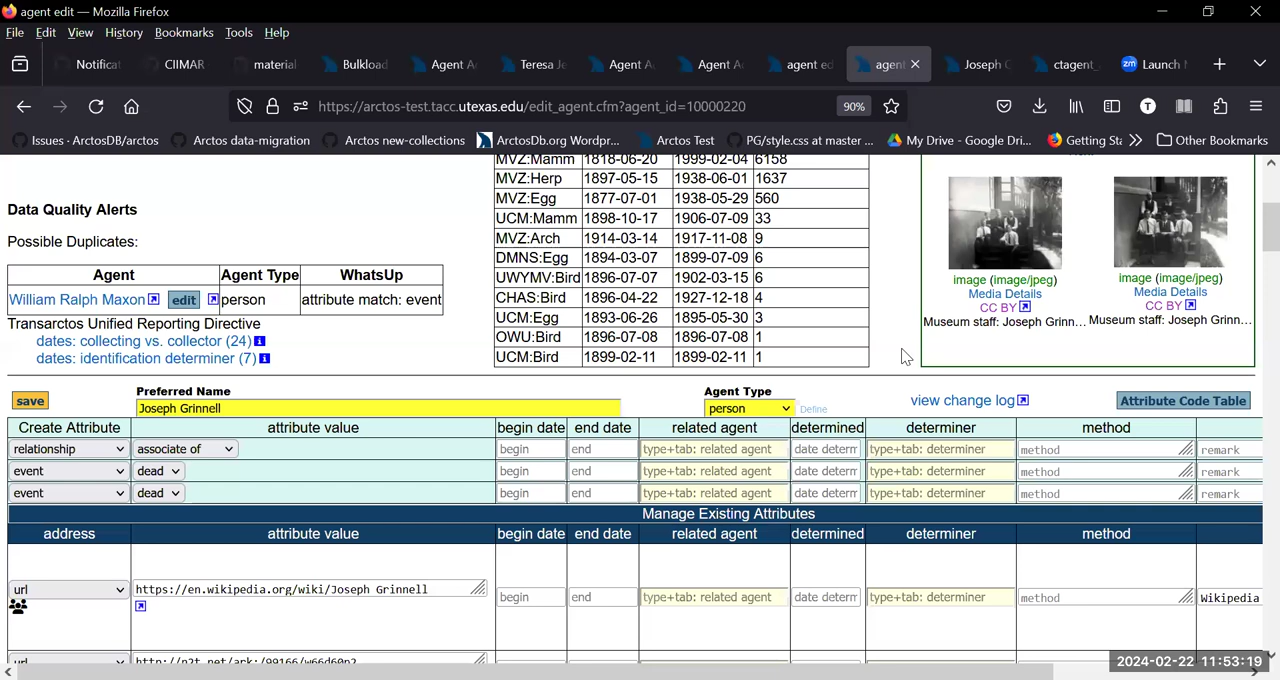 agent edit — Mozilla Firefox
File Edit View History Bookmarks Tools Help
Notificat CIIMAR material Bulkload Agent A Teresa Je Agent A Agent A agent ed agent Joseph G ctagent_ Launch
https://arctos-test.tacc.utexas.edu/edit_agent.cfm?agent_id=10000220 90%
Issues · ArctosDB/arctos Arctos data-migration Arctos new-collections ArctosDb.org Wordpr... Arctos Test PG/style.css at master ... My Drive - Google Dri... Getting Sta Other Bookmarks
MVZ:Mamm 1818-06-20 1999-02-04 6158
MVZ:Herp 1897-05-15 1938-06-01 1637
MVZ:Egg 1877-07-01 1938-05-29 560
UCM:Mamm 1898-10-17 1906-07-09 33
MVZ:Arch 1914-03-14 1917-11-08 9
DMNS:Egg 1894-03-07 1899-07-09 6
UWYMV:Bird 1896-07-07 1902-03-15 6
CHAS:Bird 1896-04-22 1927-12-18 4
UCM:Egg 1893-06-26 1895-05-30 3
OWU:Bird 1896-07-08 1896-07-08 1
UCM:Bird 1899-02-11 1899-02-11 1
Data Quality Alerts
Possible Duplicates:
Agent Agent Type WhatsUp
William Ralph Maxon edit person attribute match: event
Transarctos Unified Reporting Directive
dates: collecting vs. collector (24)
dates: identification determiner (7)
image (image/jpeg) image (image/jpeg)
Media Details Media Details
CC BY CC BY
Museum staff: Joseph Grinn... Museum staff: Joseph Grinn...
save Preferred Name Agent Type
Joseph Grinnell person Define view change log Attribute Code Table
Create Attribute attribute value begin date end date related agent determined determiner method
relationship associate of begin end type+tab: related agent date determ type+tab: determiner method remark
event dead begin end type+tab: related agent date determ type+tab: determiner method remark
event dead begin end type+tab: related agent date determ type+tab: determiner method remark
Manage Existing Attributes
address attribute value begin date end date related agent determined determiner method
url https://en.wikipedia.org/wiki/Joseph_Grinnell begin end type+tab: related agent date determ type+tab: determiner method Wikipedia
url http://n2t.net/ark:/99166/w66d60p2
2024-02-22 11:53:19